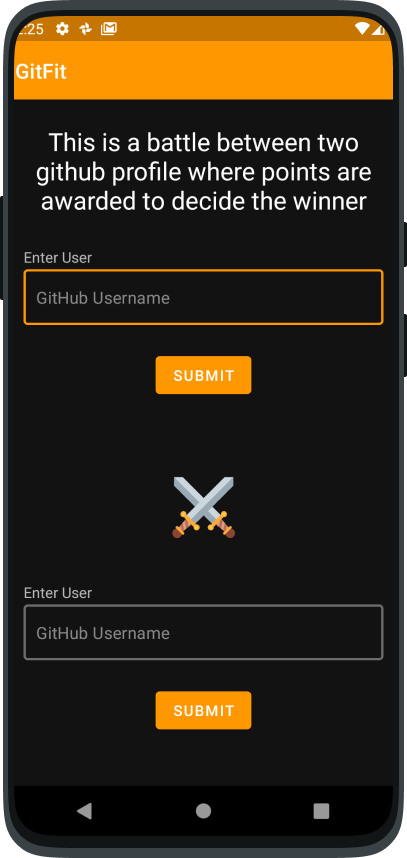 :25
GitFit
This is a battle between two
github profile where points are
awarded to decide the winner
Enter User
GitHub Username
SUBMIT
Enter User
GitHub Username
SUBMIT